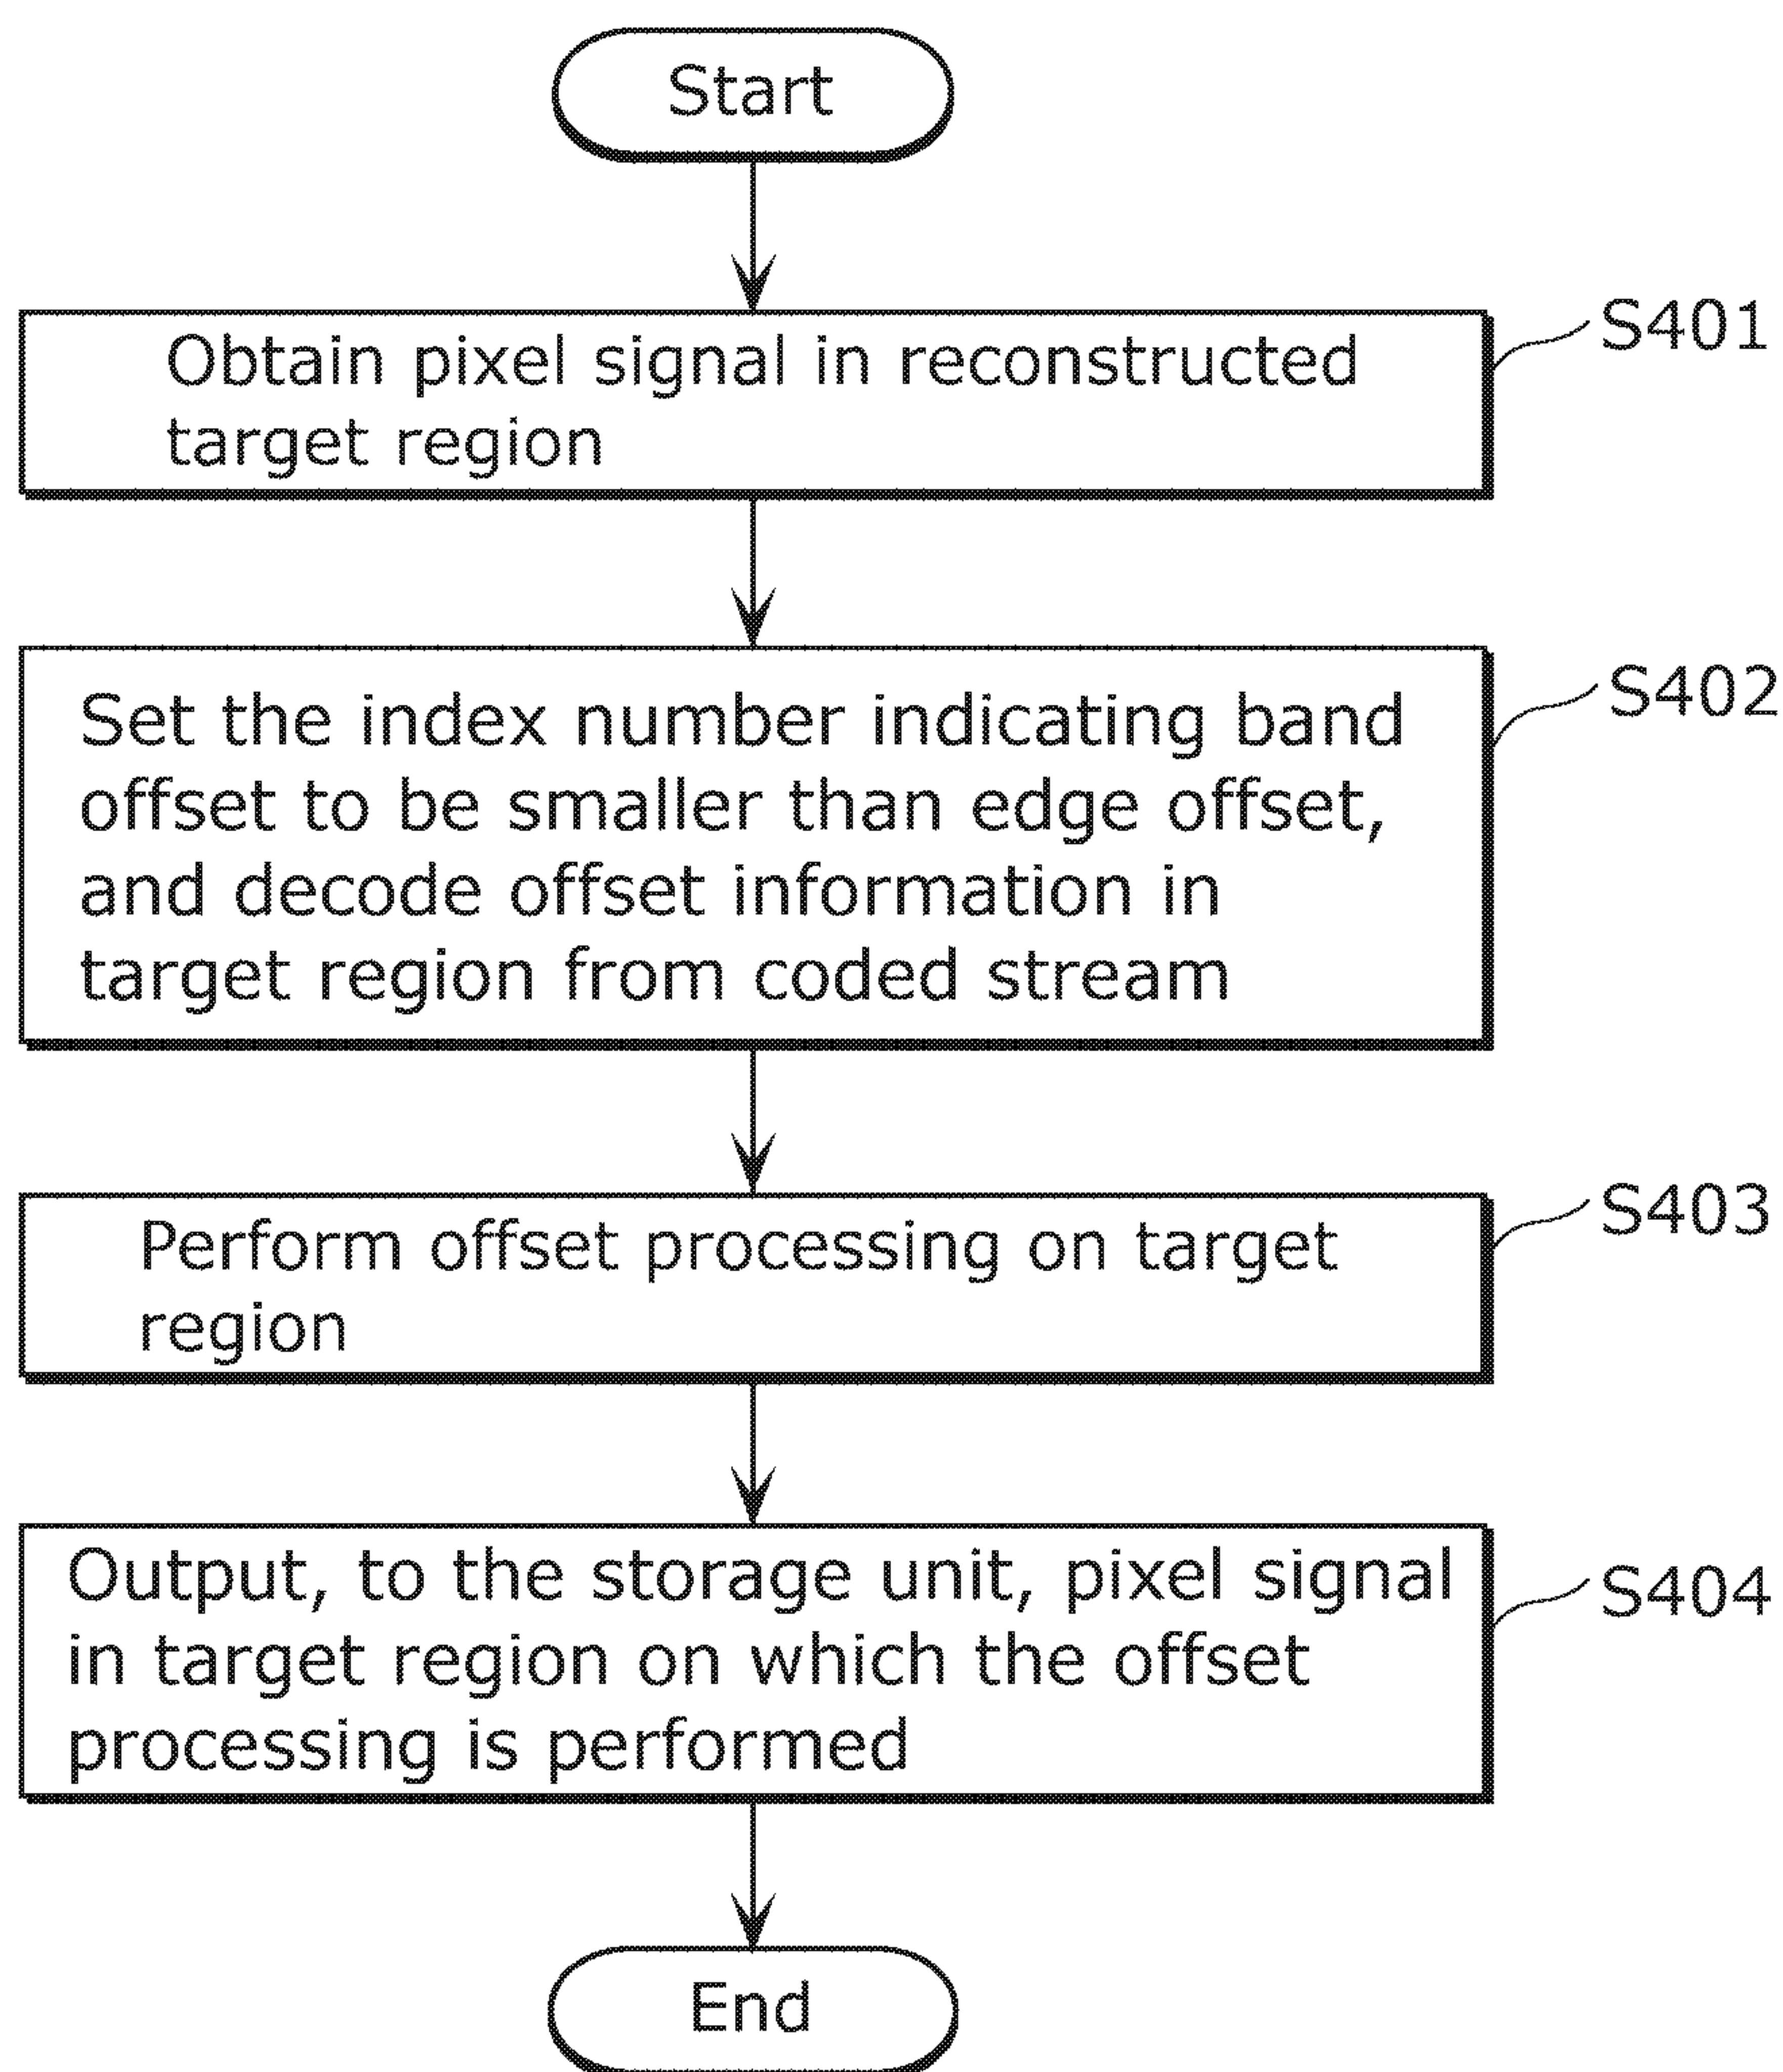 Start
Obtain pixel signal in reconstructed
target region
S401
Set the index number indicating band
offset to be smaller than edge offset,
and decode offset information in
target region from coded stream
S402
Perform offset processing on target
region
S403
Output, to the storage unit, pixel signal
in target region on which the offset
processing is performed
S404
End